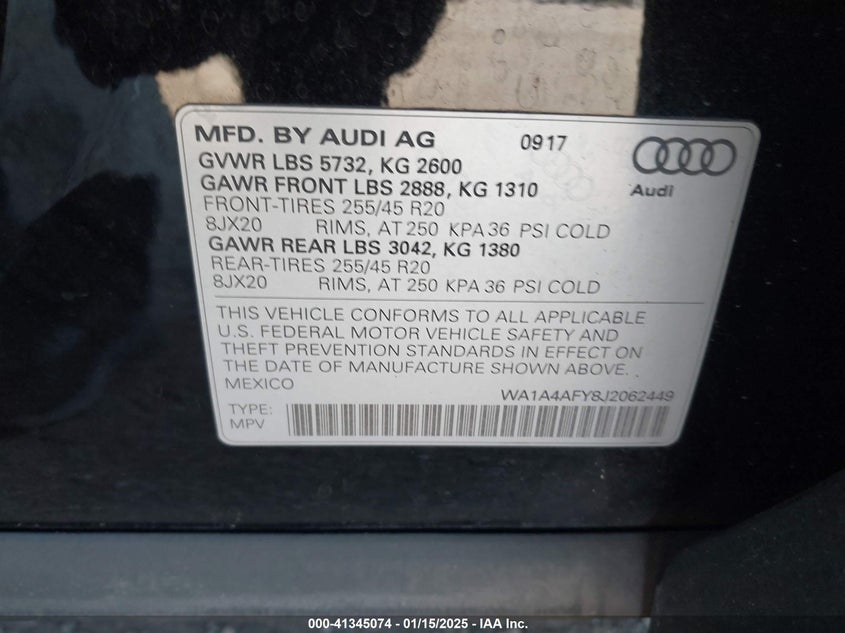 MFD. BY AUDI AG 0917
GVWR LBS 5732, KG 2600
GAWR FRONT LBS 2888, KG 1310
Audi
FRONT-TIRES 255/45 R20
8JX20 RIMS, AT 250 KPA 36 PSI COLD
GAWR REAR LBS 3042, KG 1380
REAR-TIRES 255/45 R20
8JX20 RIMS, AT 250 KPA 36 PSI COLD
THIS VEHICLE CONFORMS TO ALL APPLICABLE
U.S. FEDERAL MOTOR VEHICLE SAFETY AND
THEFT PREVENTION STANDARDS IN EFFECT ON
THE DATE OF MANUFACTURE SHOWN ABOVE.
MEXICO WA1A4AFY8J2062449
TYPE:
MPV
000-41345074 - 01/15/2025 - IAA Inc.